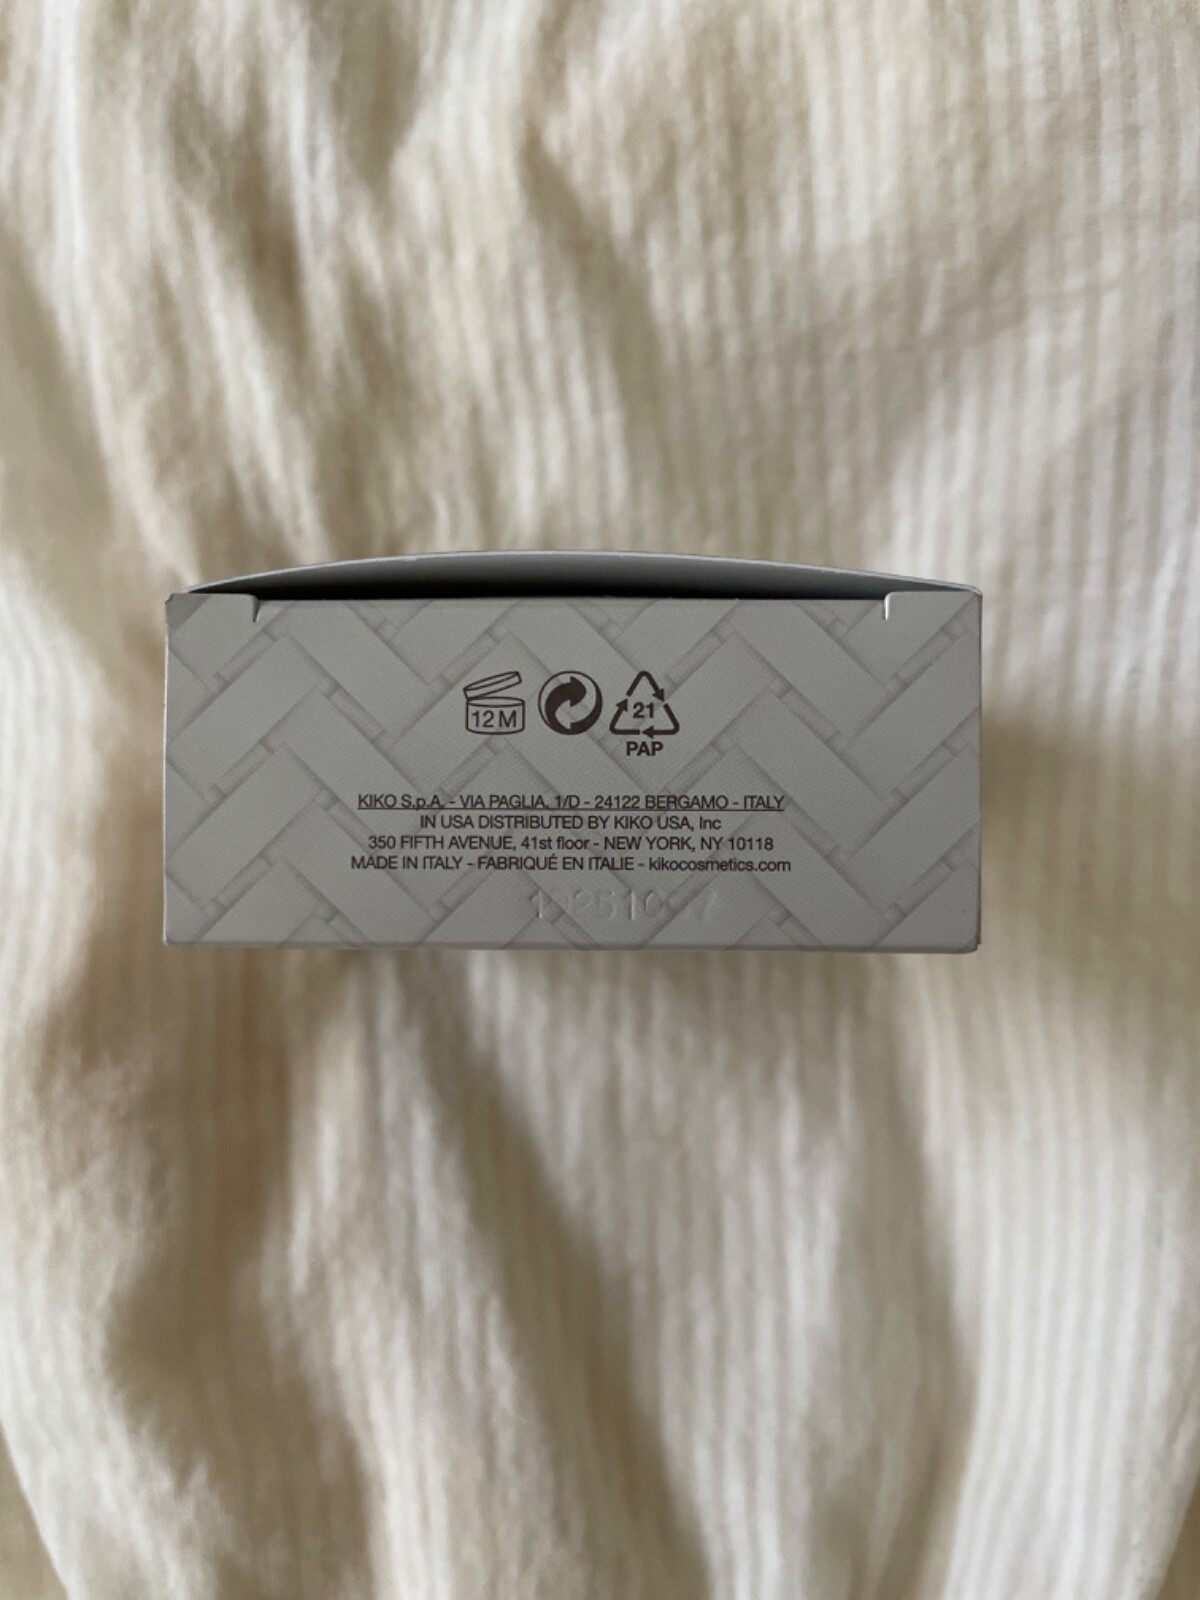 12M
21
PAP
KIKO S.p.A. - VIA PAGLIA, 1/D - 24122 BERGAMO - ITALY
IN USA DISTRIBUTED BY KIKO USA, Inc
350 FIFTH AVENUE, 41st floor - NEW YORK, NY 10118
MADE IN ITALY - FABRIQUÉ EN ITALIE - kikocosmetics.com